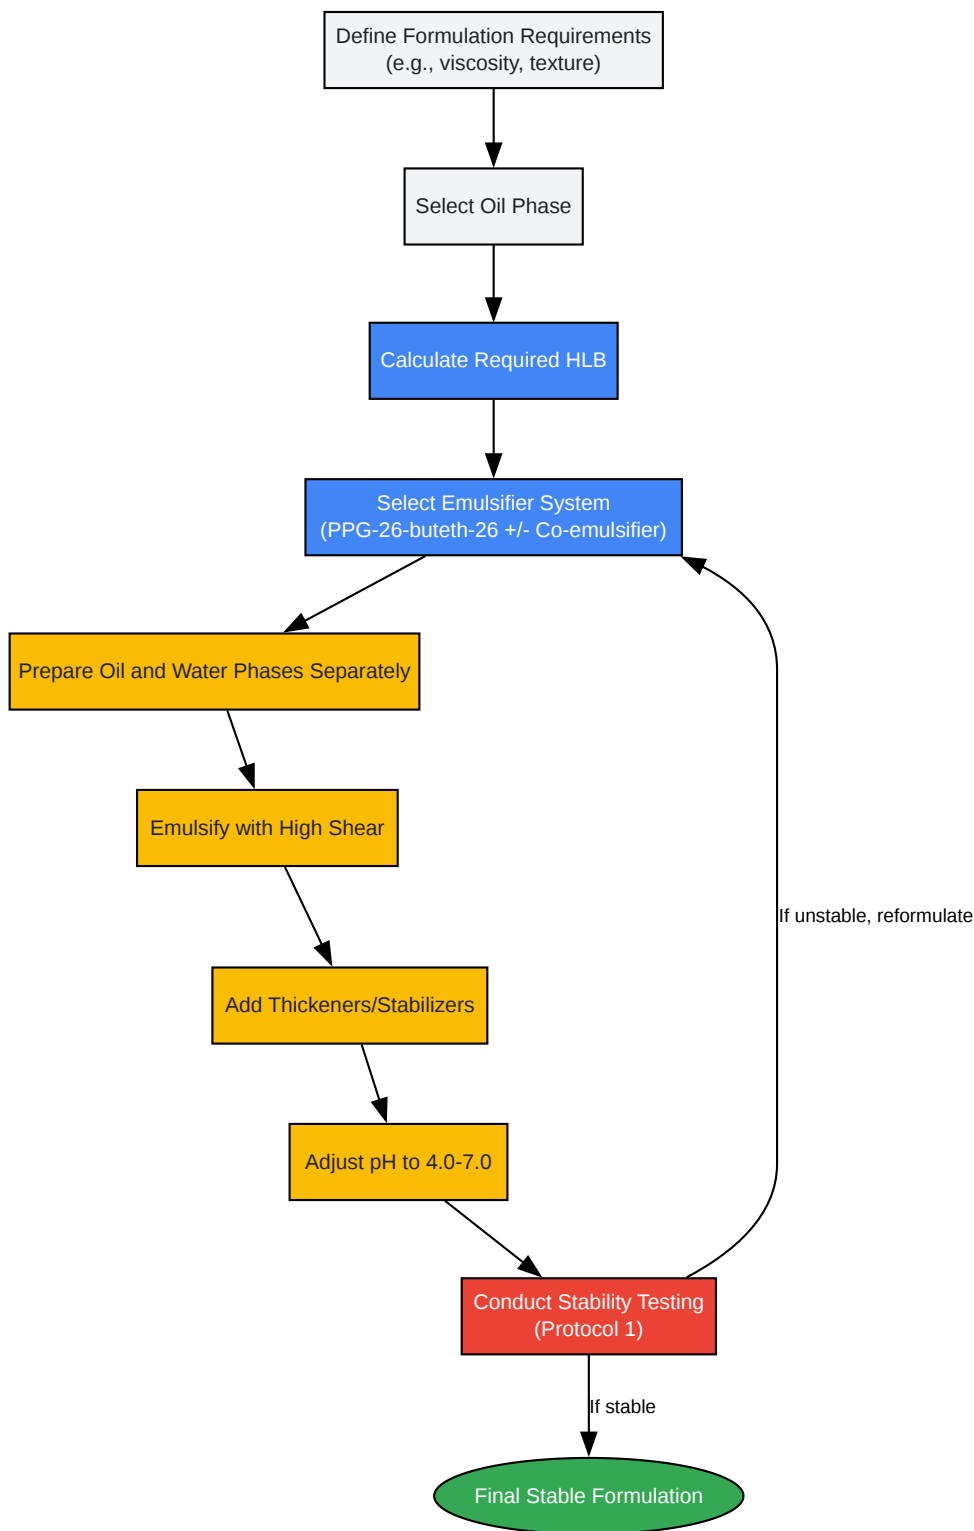 Define Formulation Requirements
(e.g., viscosity, texture)
Select Oil Phase
Calculate Required HLB
Select Emulsifier System
(PPG-26-buteth-26 +/- Co-emulsifier)
Prepare Oil and Water Phases Separately
Emulsify with High Shear
If unstable, reformulate
Add Thickeners/Stabilizers
Adjust pH to 4.0-7.0
Conduct Stability Testing
(Protocol 1)
If stable
Final Stable Formulation